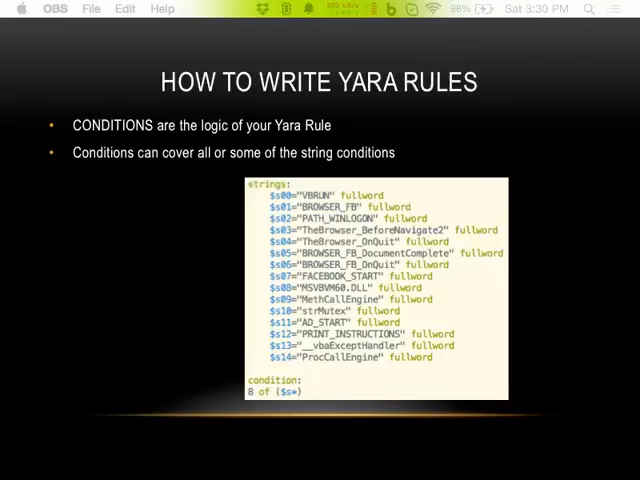 OBS File Edit Help 98% Sat 3:30 PM
HOW TO WRITE YARA RULES
• CONDITIONS are the logic of your Yara Rule
• Conditions can cover all or some of the string conditions
strings:
$s00="VBRUN" fullword
$s01="BROWSER_FB" fullword
$s02="PATH_WINLOGON" fullword
$s03="TheBrowser_BeforeNavigate2" fullword
$s04="TheBrowser_OnQuit" fullword
$s05="BROWSER_FB_DocumentComplete" fullword
$s06="BROWSER_FB_OnQuit" fullword
$s07="FACEBOOK_START" fullword
$s08="MSVBVM60.DLL" fullword
$s09="MethCallEngine" fullword
$s10="strMutex" fullword
$s11="AD_START" fullword
$s12="PRINT_INSTRUCTIONS" fullword
$s13="__vbaExceptHandler" fullword
$s14="ProcCallEngine" fullword
condition:
8 of ($s*)